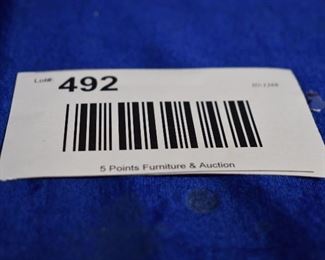 Lot#: 492
5 Points Furniture & Auction